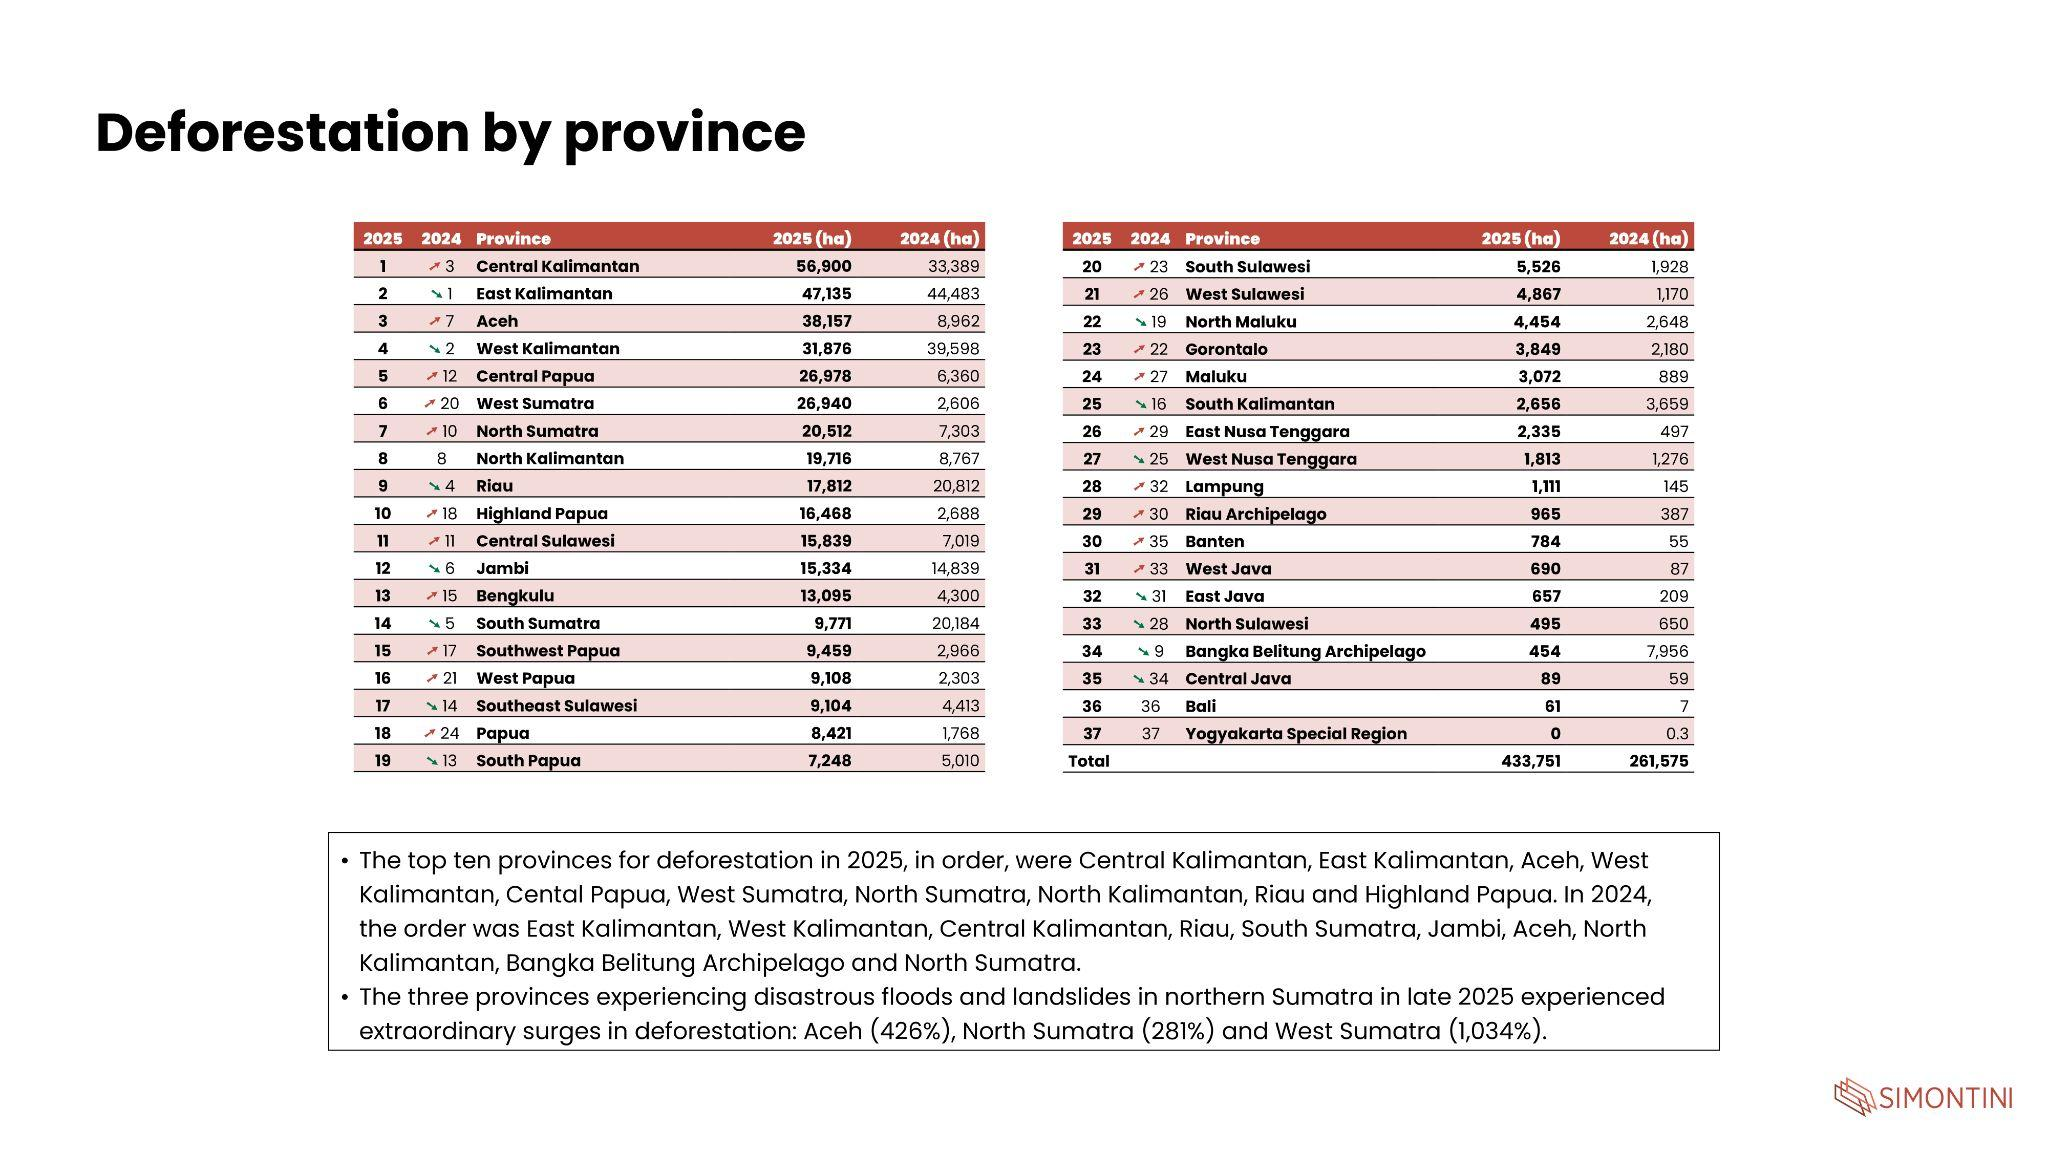 Deforestation by province
2025 2024 Province 2025 (ha) 2024 (ha)
1 ↗ 3 Central Kalimantan 56,900 33,389
2 ↘ 1 East Kalimantan 47,135 44,483
3 ↗ 7 Aceh 38,157 8,962
4 ↘ 2 West Kalimantan 31,876 39,598
5 ↗ 12 Central Papua 26,978 6,360
6 ↗ 20 West Sumatra 26,940 2,606
7 ↗ 10 North Sumatra 20,512 7,303
8 8 North Kalimantan 19,716 8,767
9 ↘ 4 Riau 17,812 20,812
10 ↗ 18 Highland Papua 16,468 2,688
11 ↗ 11 Central Sulawesi 15,839 7,019
12 ↘ 6 Jambi 15,334 14,839
13 ↗ 15 Bengkulu 13,095 4,300
14 ↘ 5 South Sumatra 9,771 20,184
15 ↗ 17 Southwest Papua 9,459 2,966
16 ↗ 21 West Papua 9,108 2,303
17 ↘ 14 Southeast Sulawesi 9,104 4,413
18 ↗ 24 Papua 8,421 1,768
19 ↘ 13 South Papua 7,248 5,010
2025 2024 Province 2025 (ha) 2024 (ha)
20 ↗ 23 South Sulawesi 5,526 1,928
21 ↗ 26 West Sulawesi 4,867 1,170
22 ↘ 19 North Maluku 4,454 2,648
23 ↗ 22 Gorontalo 3,849 2,180
24 ↗ 27 Maluku 3,072 889
25 ↘ 16 South Kalimantan 2,656 3,659
26 ↗ 29 East Nusa Tenggara 2,335 497
27 ↘ 25 West Nusa Tenggara 1,813 1,276
28 ↗ 32 Lampung 1,111 145
29 ↗ 30 Riau Archipelago 965 387
30 ↗ 35 Banten 784 55
31 ↗ 33 West Java 690 87
32 ↘ 31 East Java 657 209
33 ↘ 28 North Sulawesi 495 650
34 ↘ 9 Bangka Belitung Archipelago 454 7,956
35 ↘ 34 Central Java 89 59
36 36 Bali 61 7
37 37 Yogyakarta Special Region 0 0.3
Total 433,751 261,575
• The top ten provinces for deforestation in 2025, in order, were Central Kalimantan, East Kalimantan, Aceh, West
Kalimantan, Cental Papua, West Sumatra, North Sumatra, North Kalimantan, Riau and Highland Papua. In 2024,
the order was East Kalimantan, West Kalimantan, Central Kalimantan, Riau, South Sumatra, Jambi, Aceh, North
Kalimantan, Bangka Belitung Archipelago and North Sumatra.
• The three provinces experiencing disastrous floods and landslides in northern Sumatra in late 2025 experienced
extraordinary surges in deforestation: Aceh (426%), North Sumatra (281%) and West Sumatra (1,034%).
SIMONTINI